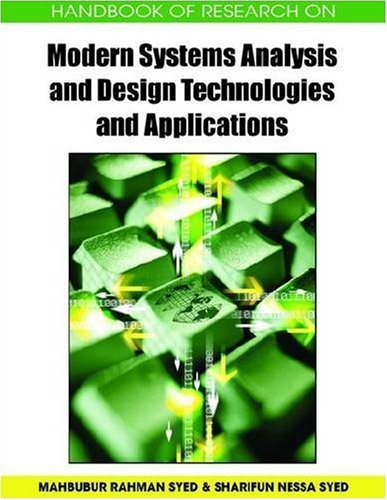 HANDBOOK OF RESEARCH ON
Modern Systems Analysis
and Design Technologies
and Applications
MAHBUBUR RAHMAN SYED & SHARIFUN NESSA SYED